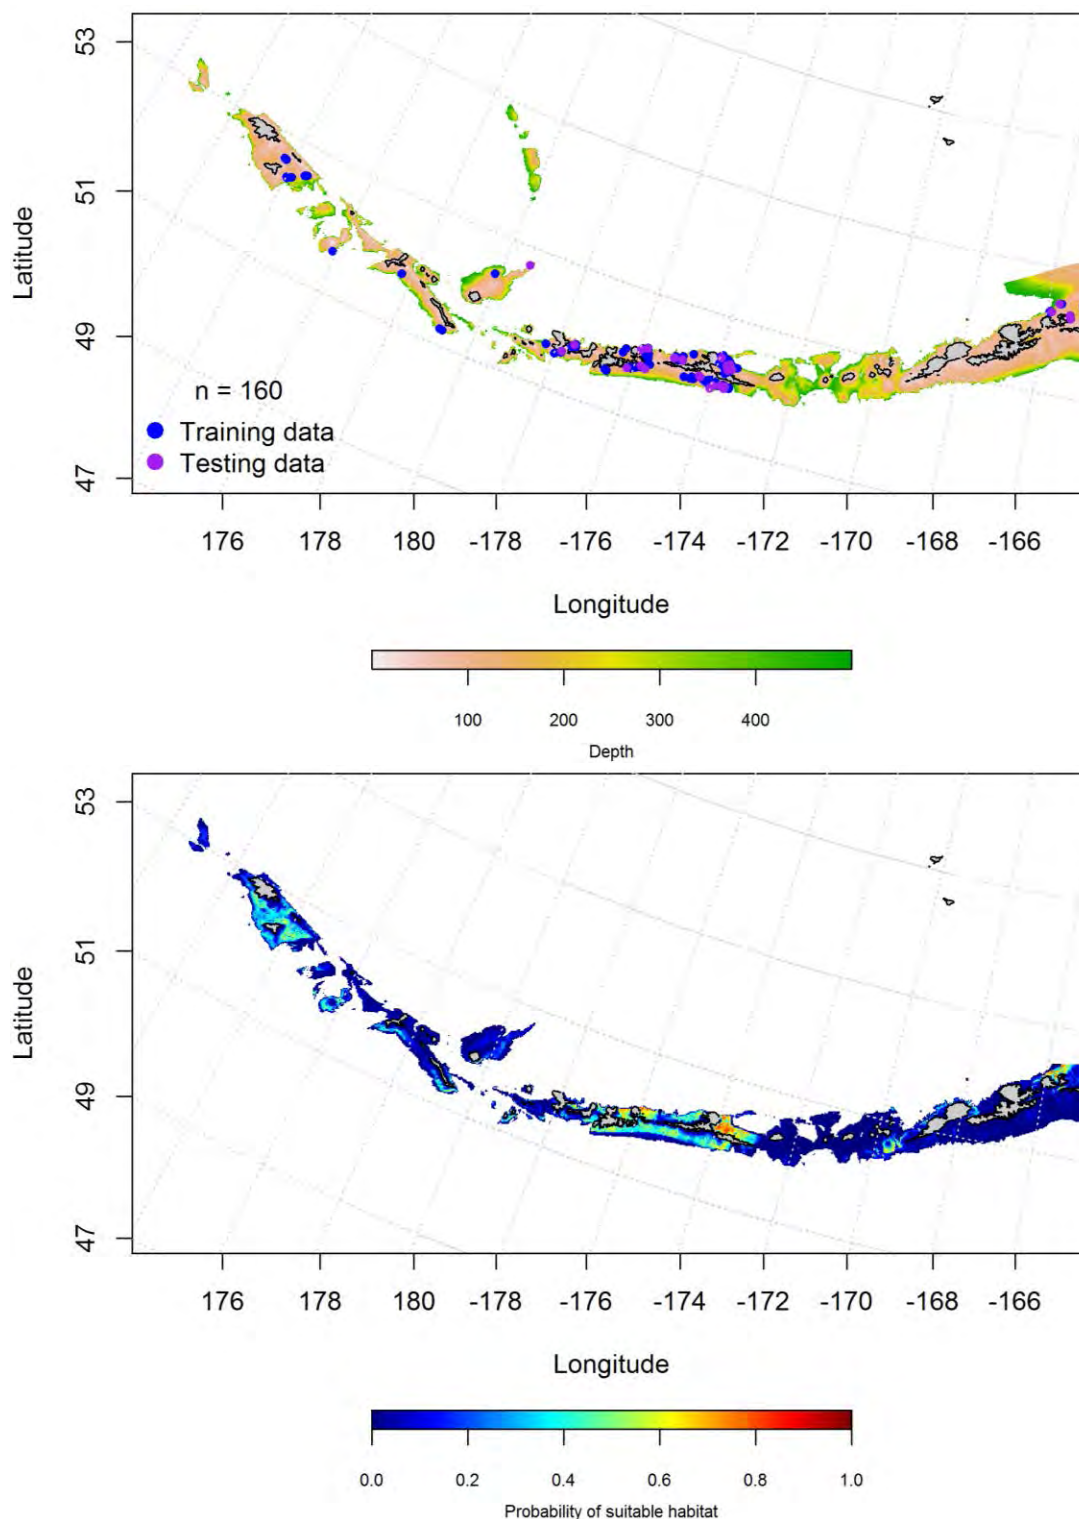 53
51
49
47
Latitude
n = 160
Training data
Testing data
176 178 180 -178 -176 -174 -172 -170 -168 -166
Longitude
100 200 300 400
Depth
53
51
49
47
Latitude
176 178 180 -178 -176 -174 -172 -170 -168 -166
Longitude
0.0 0.2 0.4 0.6 0.8 1.0
Probability of suitable habitat